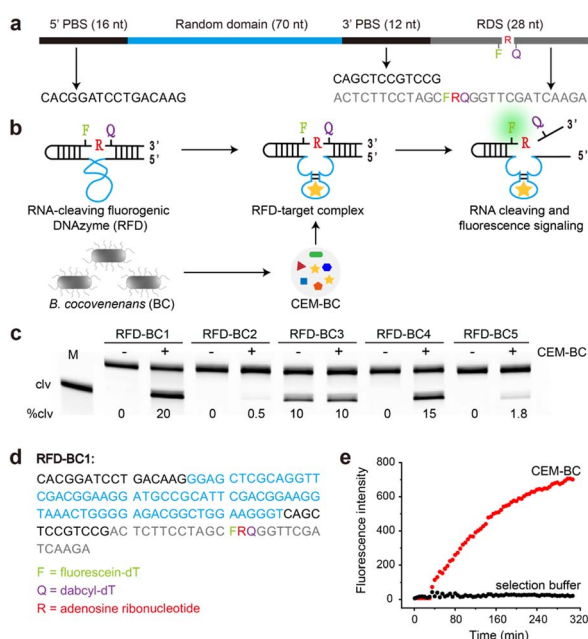 a
5' PBS (16 nt)
Random domain (70 nt)
3' PBS (12 nt)
RDS (28 nt)
R
F
Q
CACGGATCCTGACAAG
CAGCTCCGTCCG
ACTCTTCCTAGCFRQGGTTCGATCAAGA
b
F
Q
R
3'
5'
RNA-cleaving fluorogenic
DNAzyme (RFD)
F
Q
R
3'
5'
RFD-target complex
F
Q
R
3'
5'
RNA cleaving and
fluorescence signaling
B. cocovenenans (BC)
CEM-BC
c
RFD-BC1 RFD-BC2 RFD-BC3 RFD-BC4 RFD-BC5
M - + - + - + - + - + CEM-BC
clv
%clv 0 20 0 0.5 10 10 0 15 0 1.8
d
RFD-BC1:
CACGGATCCT GACAAGGGAG CTCGCAGGTT
CGACGGAAGG ATGCCGCATT CGACGGAAGG
TAAACTGGGG AGACGGCTGG AAGGGTCAGC
TCCGTCCGAC TCTTCCTAGC FRQGGTTCGA
TCAAGA
F = fluorescein-dT
Q = dabcyl-dT
R = adenosine ribonucleotide
e
Fluorescence intensity
800
600
400
200
0
CEM-BC
selection buffer
0 80 160 240 320
Time (min)